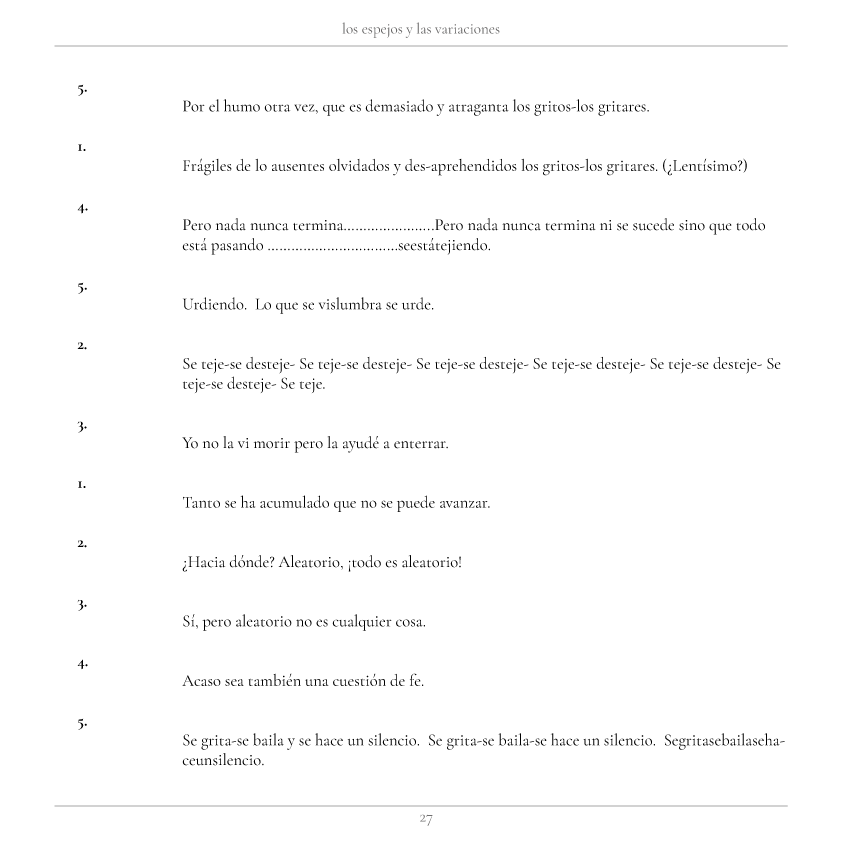 los espejos y las variaciones
5.
Por el humo otra vez, que es demasiado y atraganta los gritos-los gritares.
1.
Frágiles de lo ausentes olvidados y des-aprehendidos los gritos-los gritares. (¿Lentísimo?)
4.
Pero nada nunca termina......................Pero nada nunca termina ni se sucede sino que todo
está pasando ................................seestátejiendo.
5.
Urdiendo.  Lo que se vislumbra se urde.
2.
Se teje-se desteje- Se teje-se desteje- Se teje-se desteje- Se teje-se desteje- Se teje-se desteje- Se
teje-se desteje- Se teje.
3.
Yo no la vi morir pero la ayudé a enterrar.
1.
Tanto se ha acumulado que no se puede avanzar.
2.
¿Hacia dónde? Aleatorio, ¡todo es aleatorio!
3.
Sí, pero aleatorio no es cualquier cosa.
4.
Acaso sea también una cuestión de fe.
5.
Se grita-se baila y se hace un silencio.  Se grita-se baila-se hace un silencio.  Segritasebailaseha-
ceunsilencio.
27